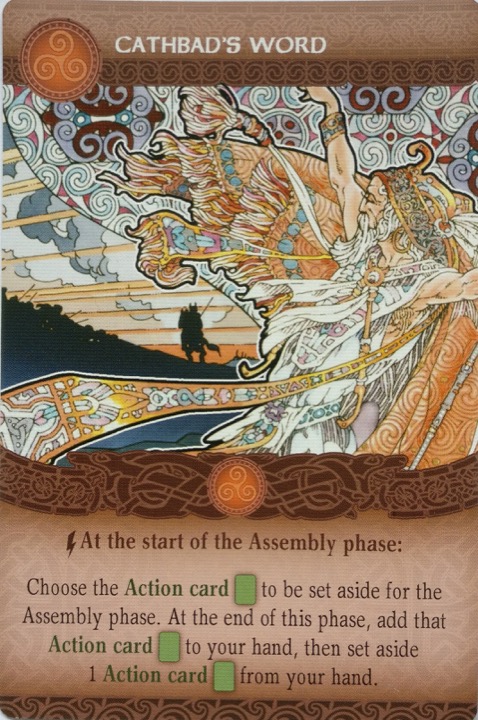 CATHBAD'S WORD
At the start of the Assembly phase:
Choose the Action card to be set aside for the
Assembly phase. At the end of this phase, add that
Action card to your hand, then set aside
1 Action card from your hand.